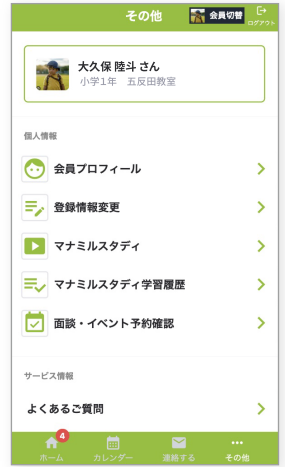 その他
会員切替
ログアウト
大久保 陸斗 さん
小学1年　五反田教室
個人情報
会員プロフィール
登録情報変更
マナミルスタディ
マナミルスタディ学習履歴
面談・イベント予約確認
サービス情報
よくあるご質問
4
ホーム
カレンダー
連絡する
その他